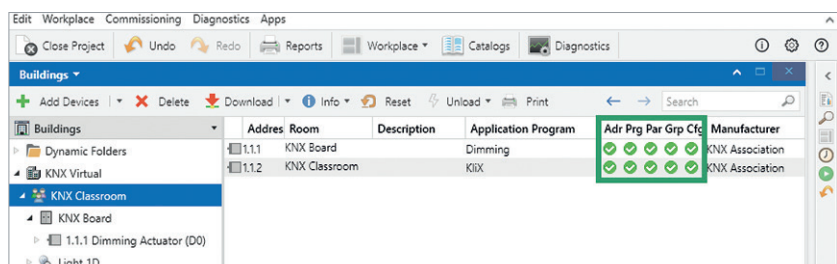 Edit Workplace Commissioning Diagnostics Apps
Close Project Undo Redo Reports Workplace Catalogs Diagnostics
Buildings
Add Devices Delete Download Info Reset Unload Print Search
Buildings Addres Room Description Application Program Adr Prg Par Grp Cfg Manufacturer
Dynamic Folders 1.1.1 KNX Board Dimming KNX Association
KNX Virtual 1.1.2 KNX Classroom KliX KNX Association
KNX Classroom
KNX Board
1.1.1 Dimming Actuator (D0)
Light 1D